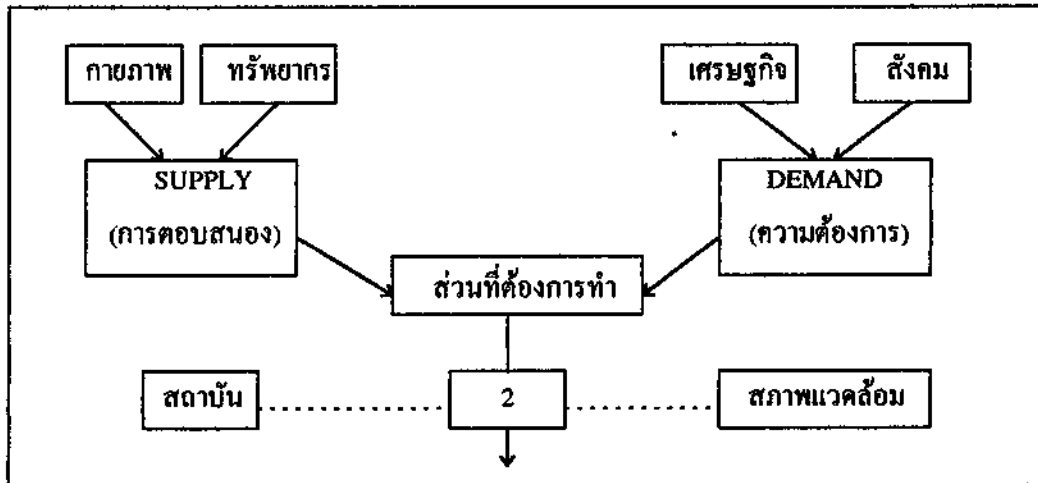 กายภาพ ทรัพยากร เศรษฐกิจ สังคม
SUPPLY DEMAND
(การตอบสนอง) (ความต้องการ)
ส่วนที่ต้องการทำ
สถาบัน 2 สภาพแวดล้อม